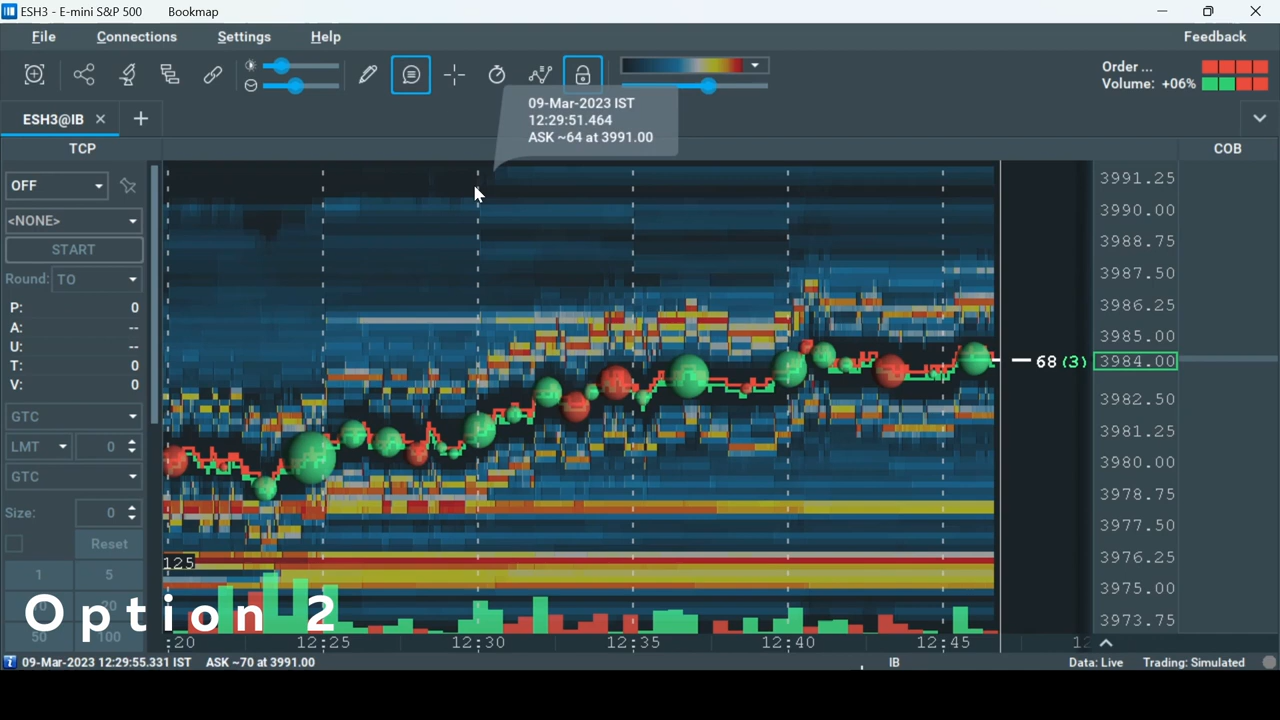 ESH3 - E-mini S&P 500 Bookmap
File Connections Settings Help Feedback
Order ...
Volume: +06%
09-Mar-2023 IST
12:29:51.464
ASK ~64 at 3991.00
ESH3@IB
TCP COB
OFF
<NONE>
START
Round: TO
P: 0
A: --
U: --
T: 0
V: 0
GTC
LMT 0
GTC
Size: 0
Reset
1 5
20
50 100
125
Option 2
3991.25
3990.00
3988.75
3987.50
3986.25
3985.00
68 (3) 3984.00
3982.50
3981.25
3980.00
3978.75
3977.50
3976.25
3975.00
3973.75
:20 12:25 12:30 12:35 12:40 12:45 12
09-Mar-2023 12:29:55.331 IST ASK ~70 at 3991.00 IB Data: Live Trading: Simulated